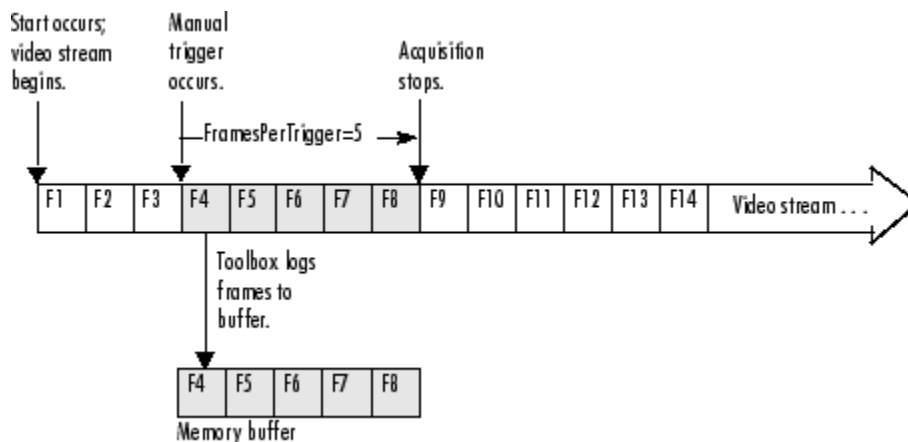 Start occurs;
video stream
begins.
Manual
trigger
occurs.
Acquisition
stops.
FramesPerTrigger=5
F1 F2 F3 F4 F5 F6 F7 F8 F9 F10 F11 F12 F13 F14 Video stream . . .
Toolbox logs
frames to
buffer.
F4 F5 F6 F7 F8
Memory buffer